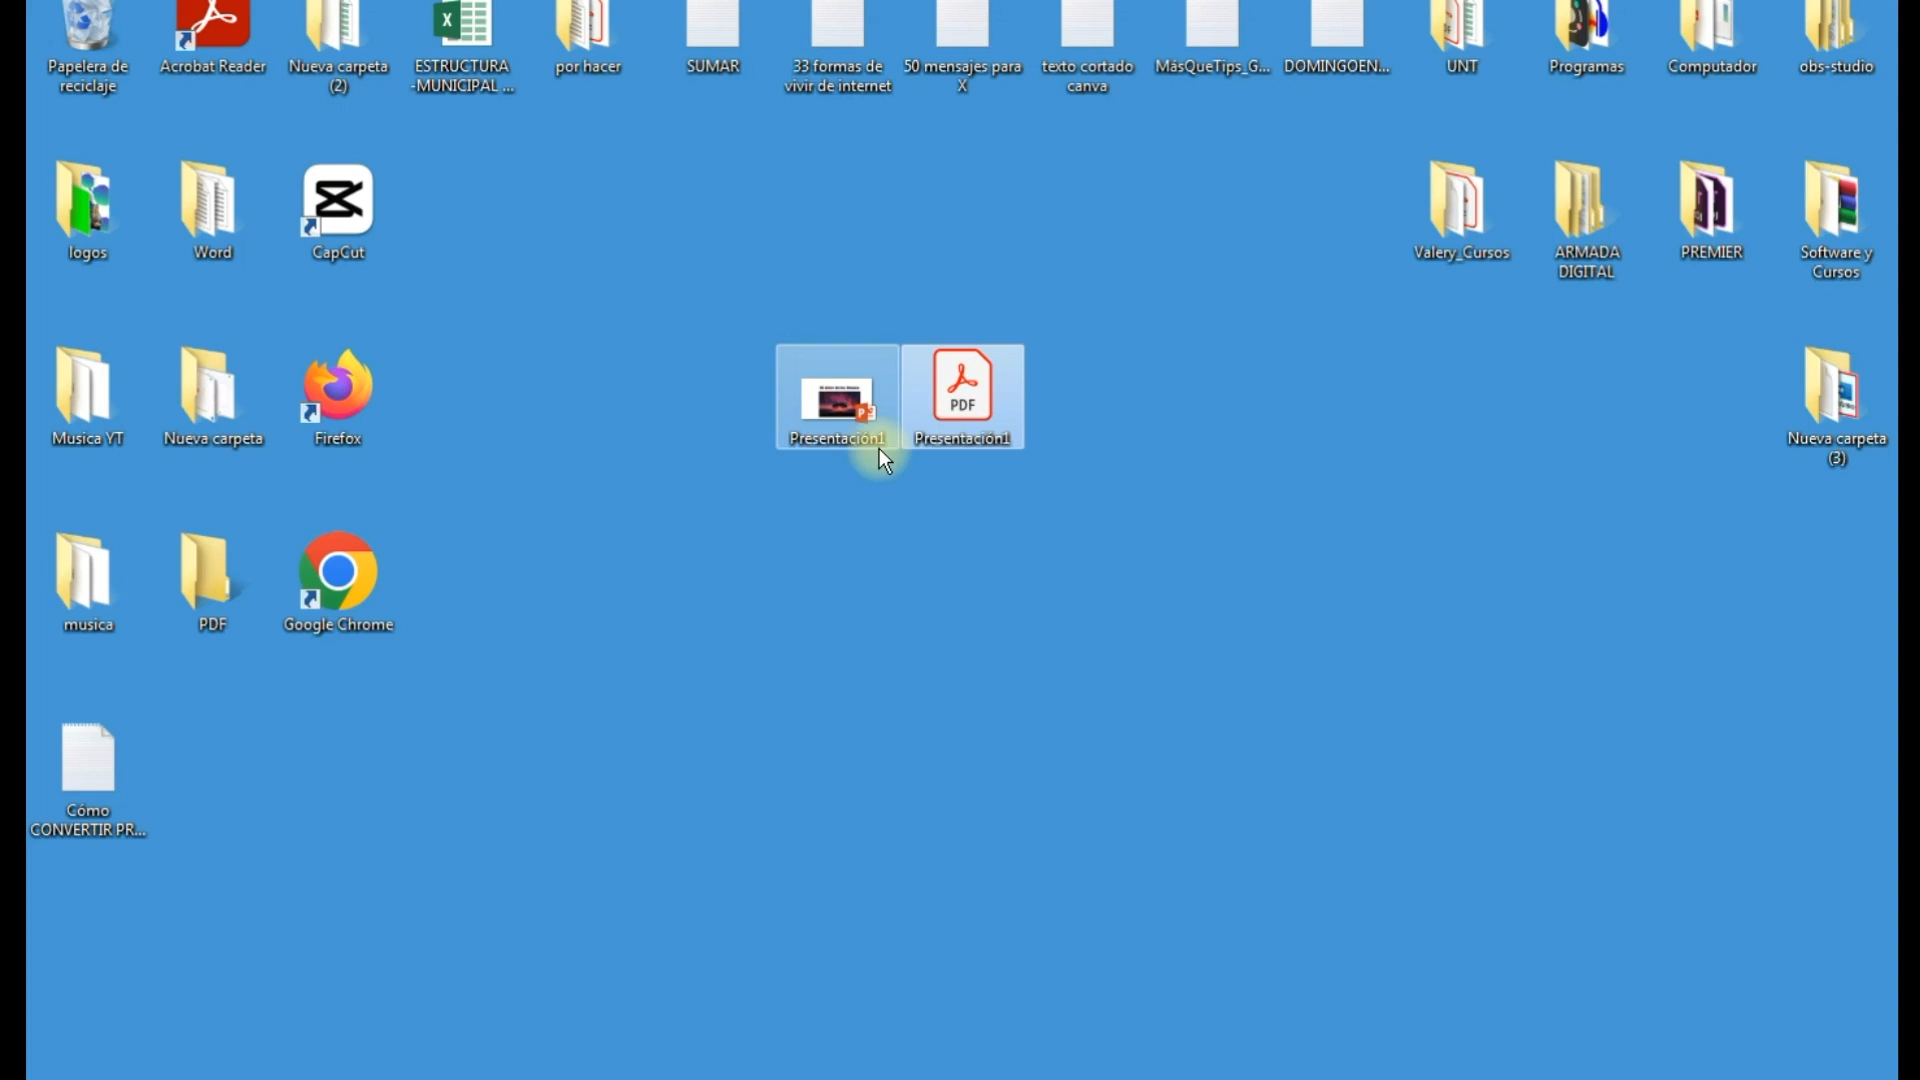 Papelera de reciclaje
Acrobat Reader
Nueva carpeta (2)
ESTRUCTURA -MUNICIPAL ...
por hacer
SUMAR
33 formas de vivir de internet
50 mensajes para X
texto cortado canva
MásQueTips_G...
DOMINGOEN...
UNT
Programas
Computador
obs-studio
logos
Word
CapCut
Valery_Cursos
ARMADA DIGITAL
PREMIER
Software y Cursos
Musica YT
Nueva carpeta
Firefox
Presentación1
PDF
Presentación1
Nueva carpeta (3)
musica
PDF
Google Chrome
Cómo CONVERTIR PR...